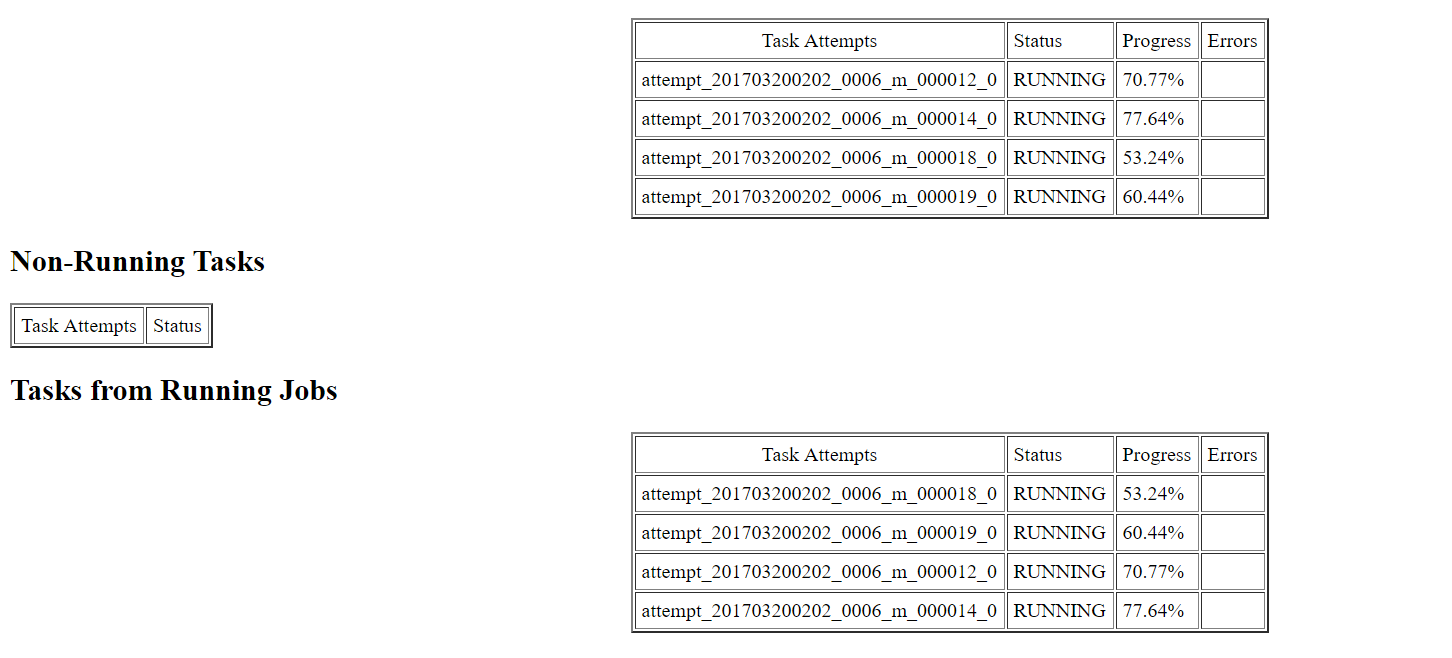 Task Attempts Status Progress Errors
attempt_201703200202_0006_m_000012_0 RUNNING 70.77%
attempt_201703200202_0006_m_000014_0 RUNNING 77.64%
attempt_201703200202_0006_m_000018_0 RUNNING 53.24%
attempt_201703200202_0006_m_000019_0 RUNNING 60.44%
Non-Running Tasks
Task Attempts Status
Tasks from Running Jobs
Task Attempts Status Progress Errors
attempt_201703200202_0006_m_000018_0 RUNNING 53.24%
attempt_201703200202_0006_m_000019_0 RUNNING 60.44%
attempt_201703200202_0006_m_000012_0 RUNNING 70.77%
attempt_201703200202_0006_m_000014_0 RUNNING 77.64%